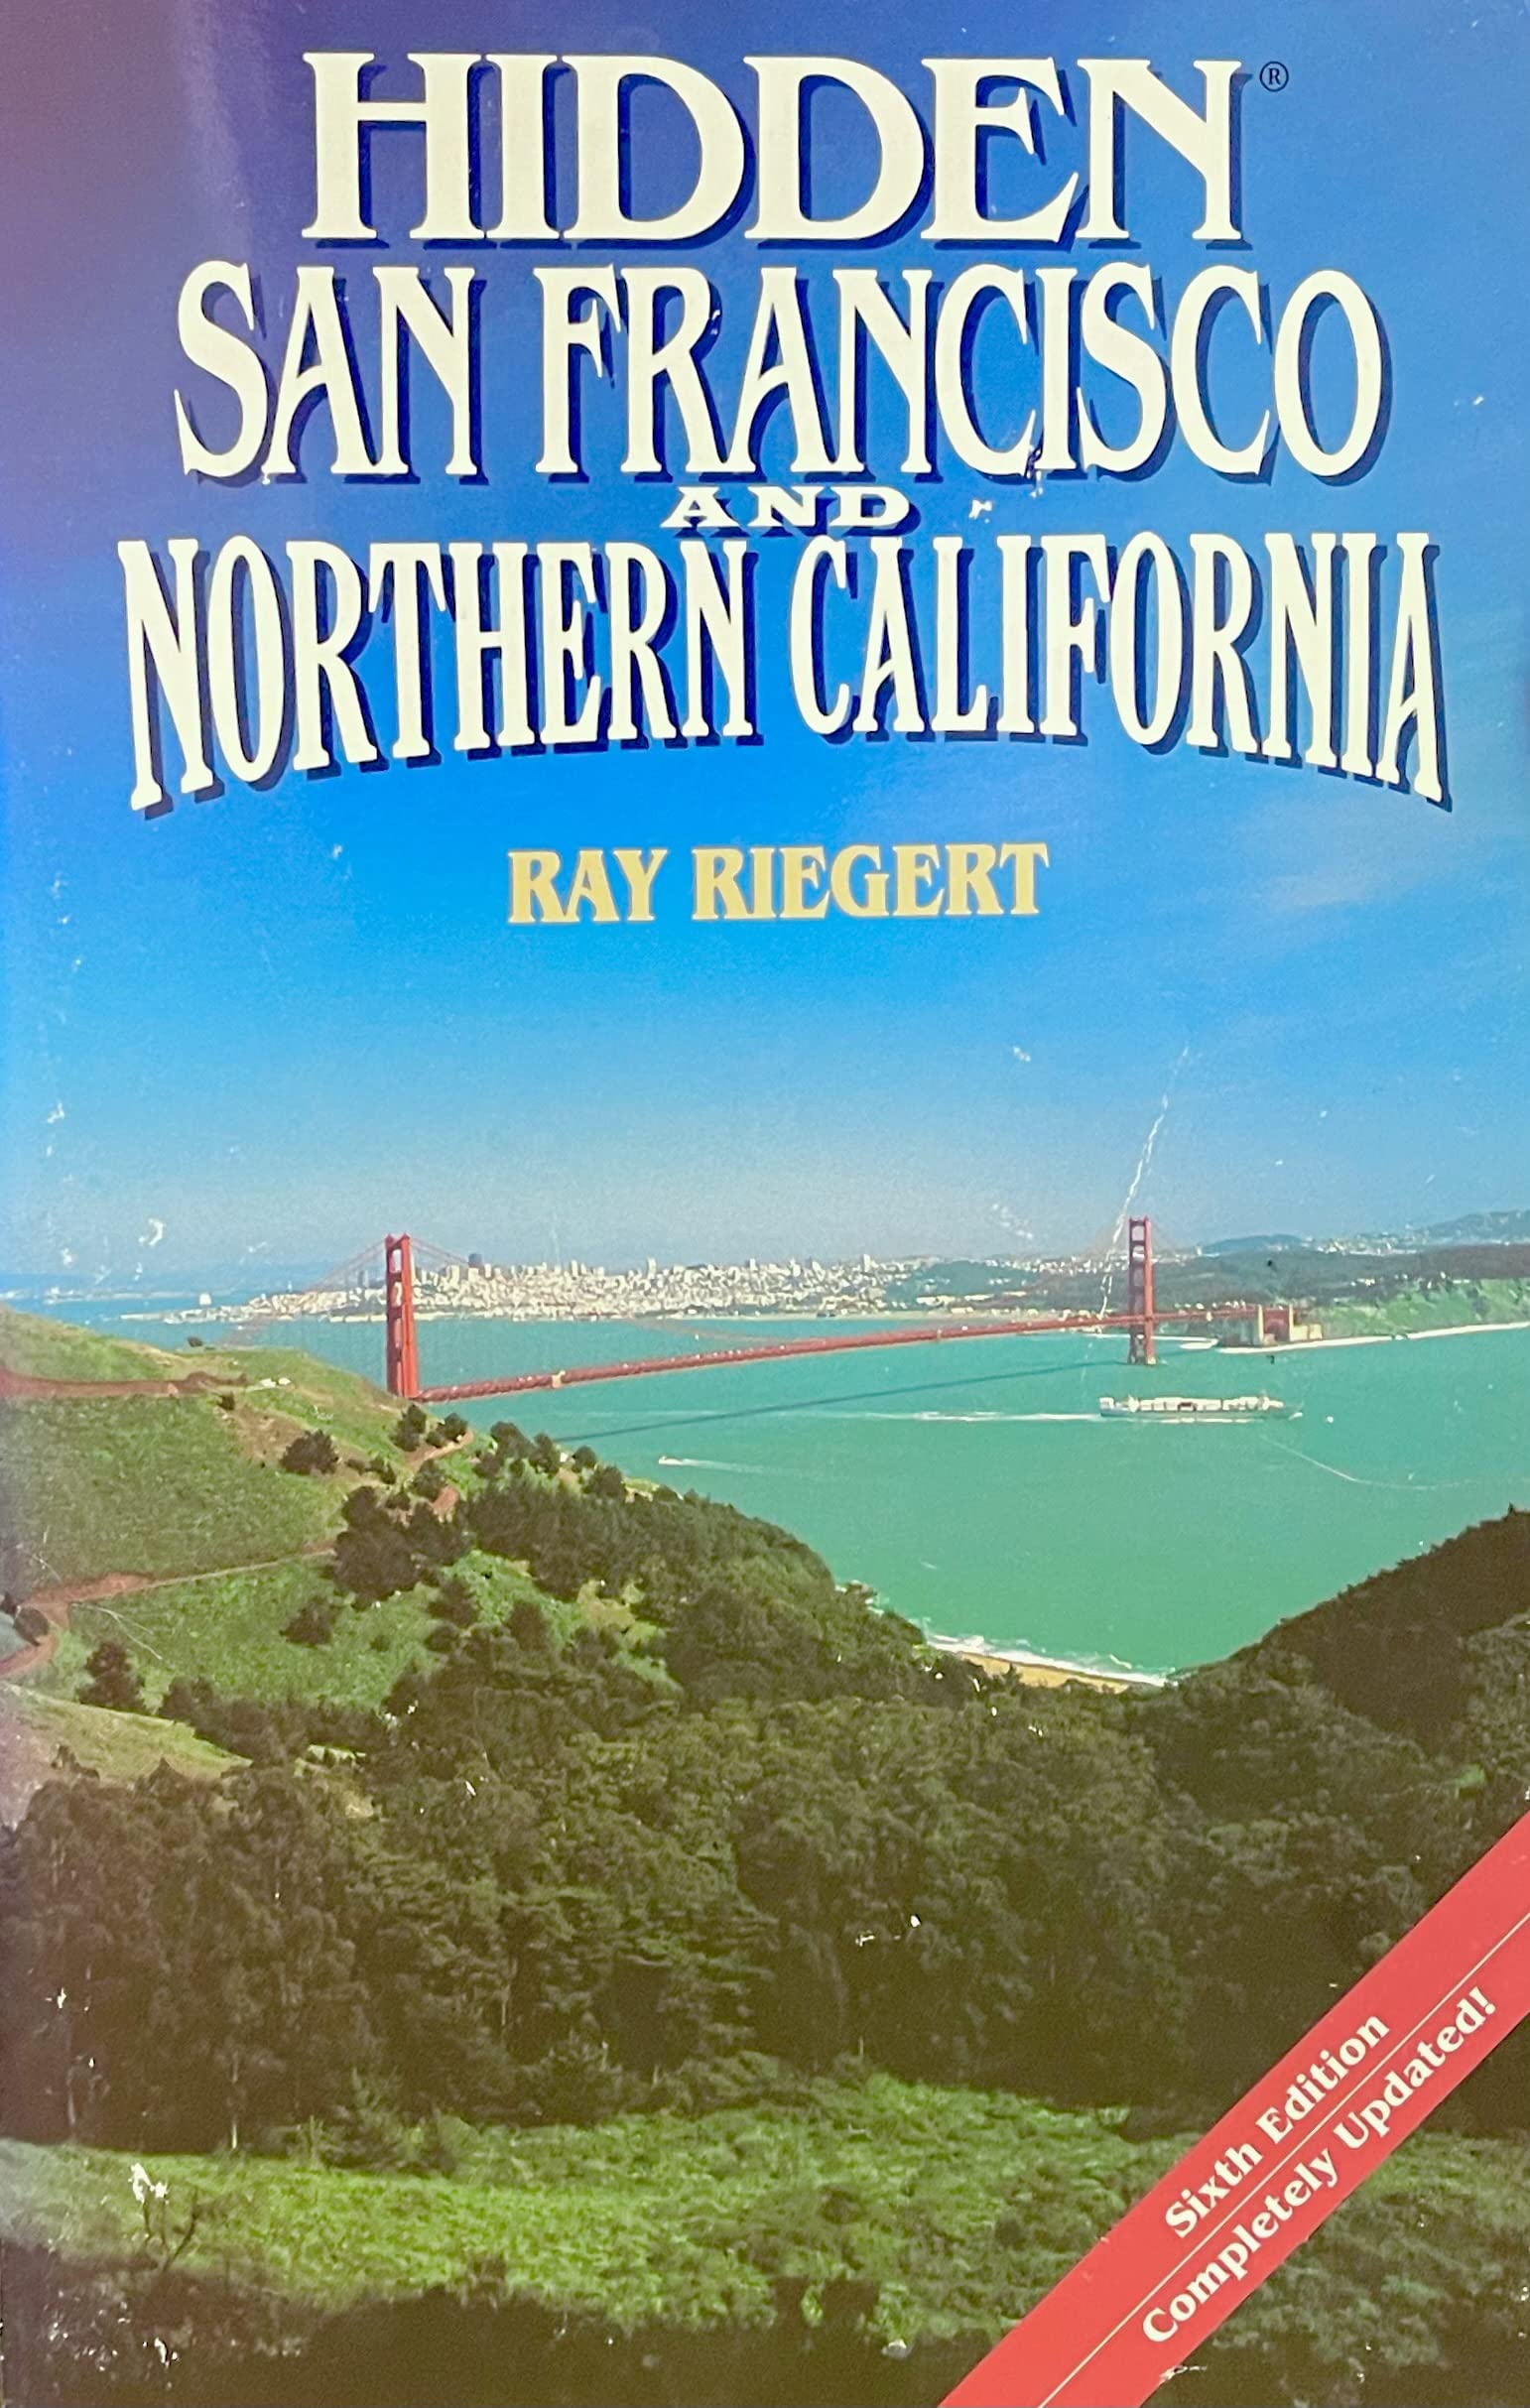 HIDDEN®
SAN FRANCISCO
AND
NORTHERN CALIFORNIA
RAY RIEGERT
Sixth Edition
Completely Updated!